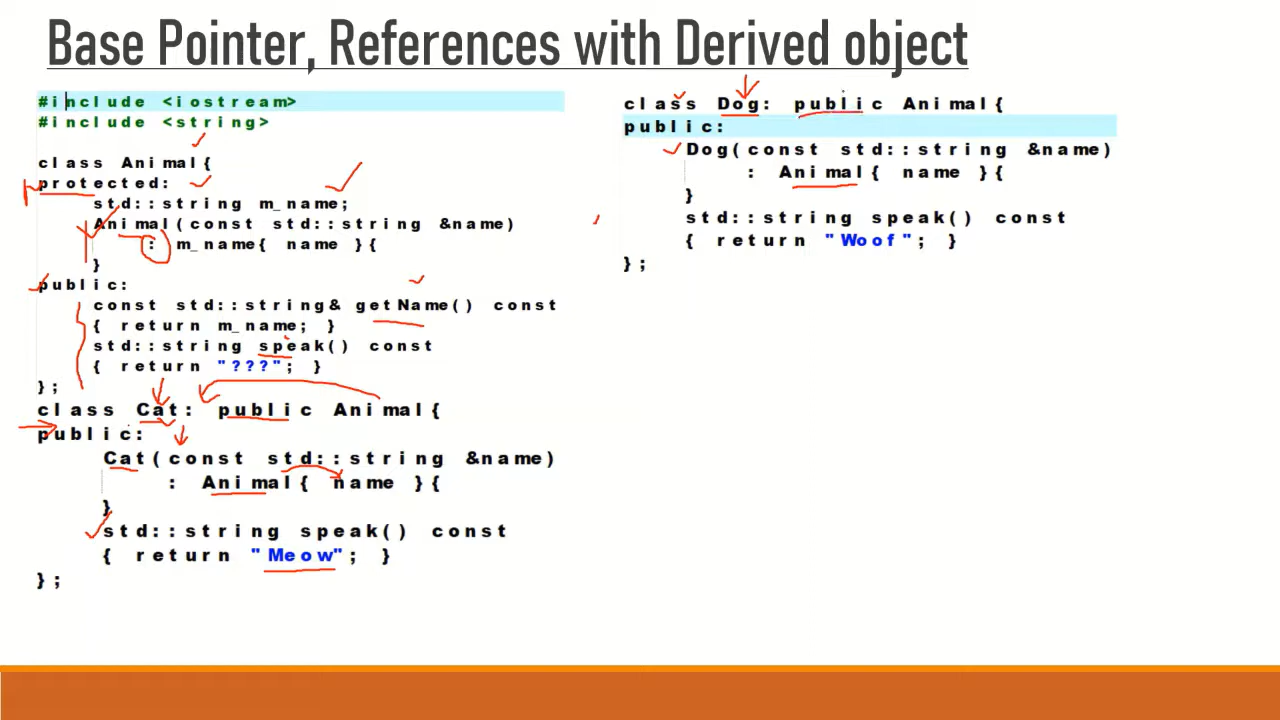 Base Pointer, References with Derived object
#include <iostream>
#include <string>
class Animal{
protected:
std::string m_name;
Animal(const std::string &name)
: m_name{ name }{
}
public:
const std::string& getName() const
{ return m_name; }
std::string speak() const
{ return "???"; }
};
class Cat: public Animal{
public:
Cat(const std::string &name)
: Animal{ name }{
}
std::string speak() const
{ return "Meow"; }
};
class Dog: public Animal{
public:
Dog(const std::string &name)
: Animal{ name }{
}
std::string speak() const
{ return "Woof"; }
};